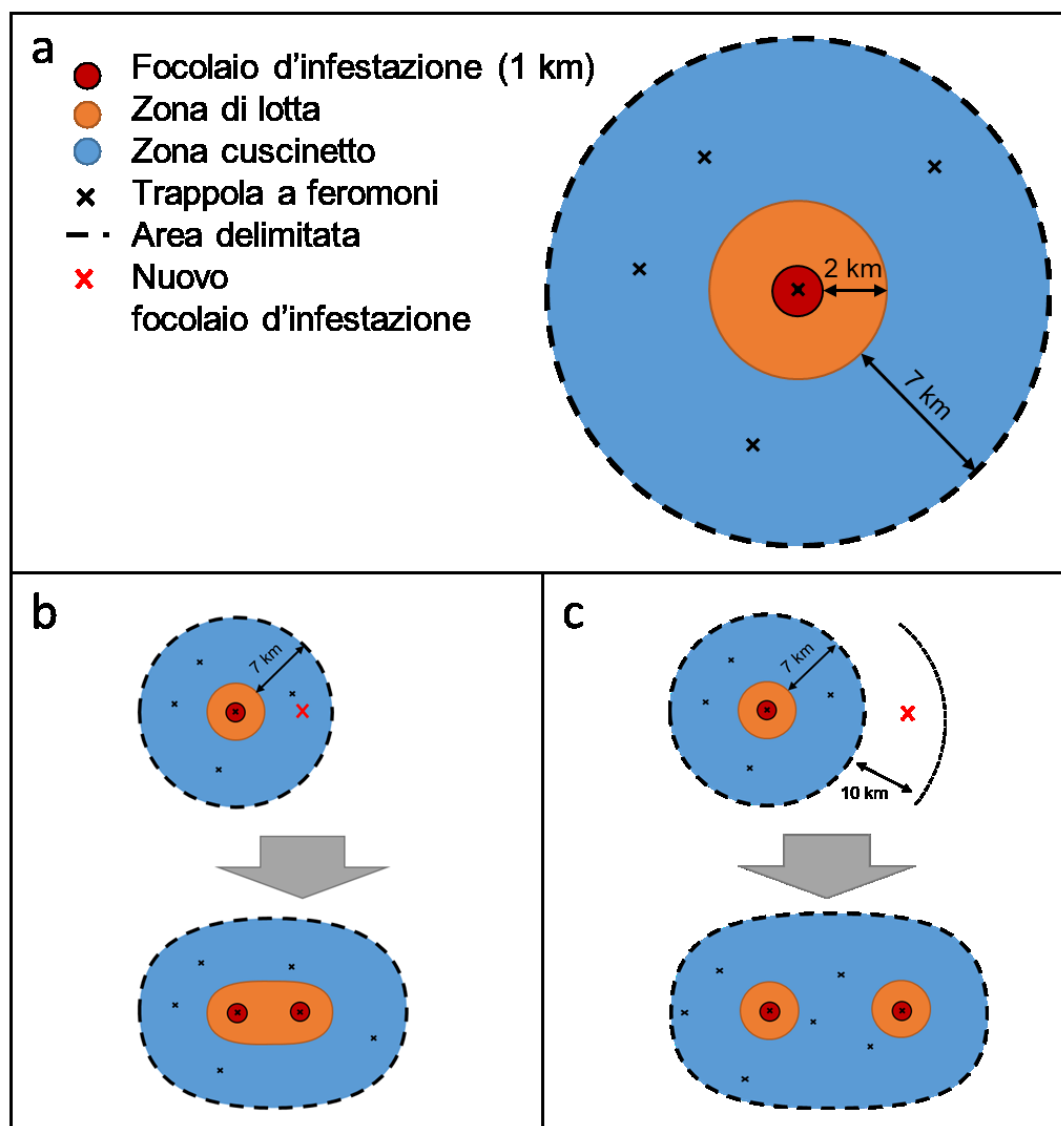 a
Focolaio d'infestazione (1 km)
Zona di lotta
Zona cuscinetto
Trappola a feromoni
Area delimitata
Nuovo
focolaio d'infestazione
2 km
7 km
b
7 km
c
7 km
10 km